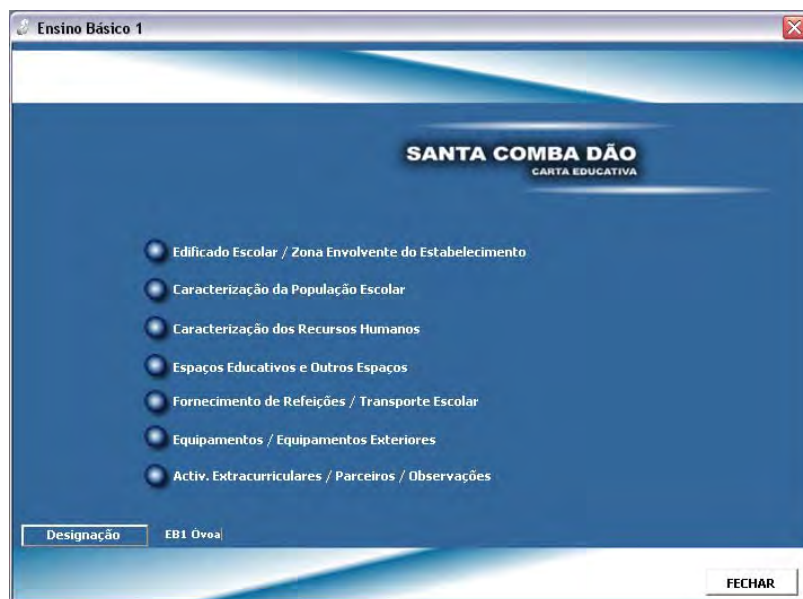 Ensino Básico 1
SANTA COMBA DÃO
CARTA EDUCATIVA
Edificado Escolar / Zona Envolvente do Estabelecimento
Caracterização da População Escolar
Caracterização dos Recursos Humanos
Espaços Educativos e Outros Espaços
Fornecimento de Refeições / Transporte Escolar
Equipamentos / Equipamentos Exteriores
Activ. Extracurriculares / Parceiros / Observações
Designação EB1 Óvoa
FECHAR